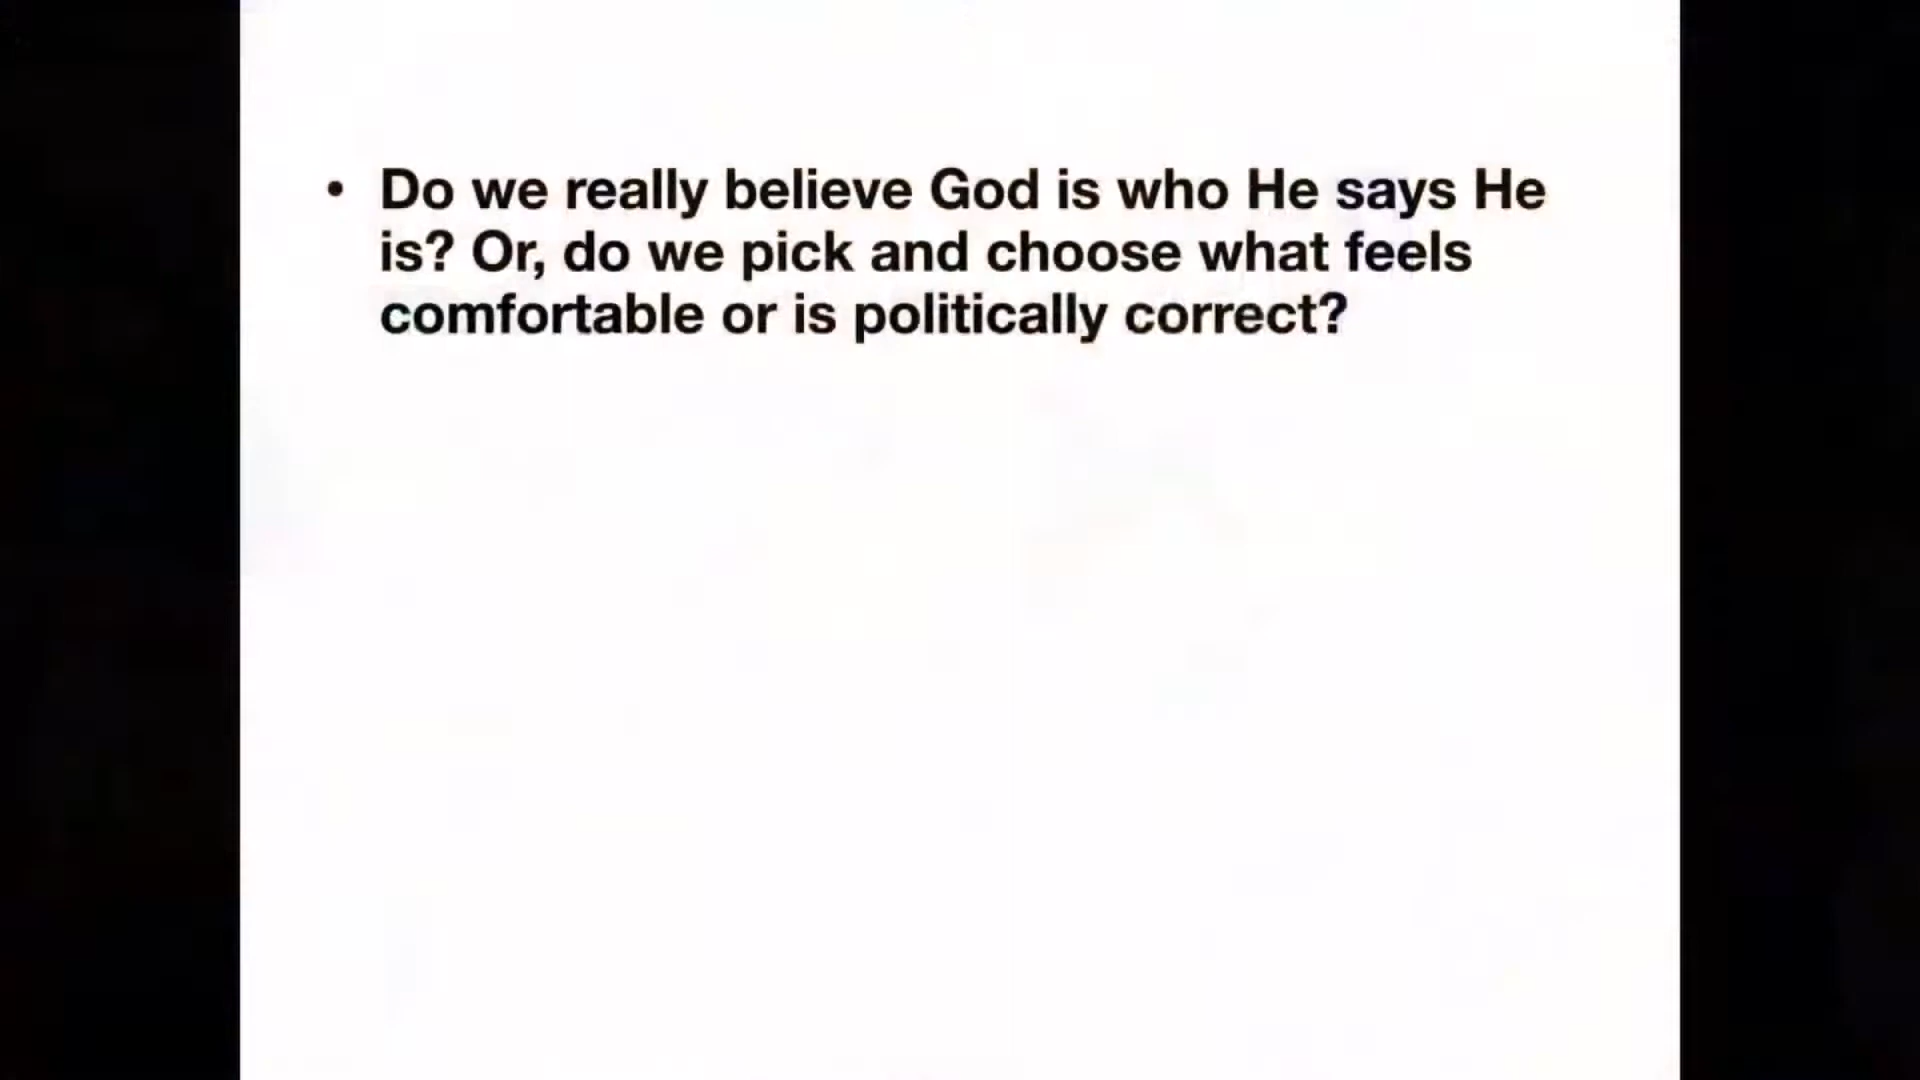 • Do we really believe God is who He says He
is? Or, do we pick and choose what feels
comfortable or is politically correct?